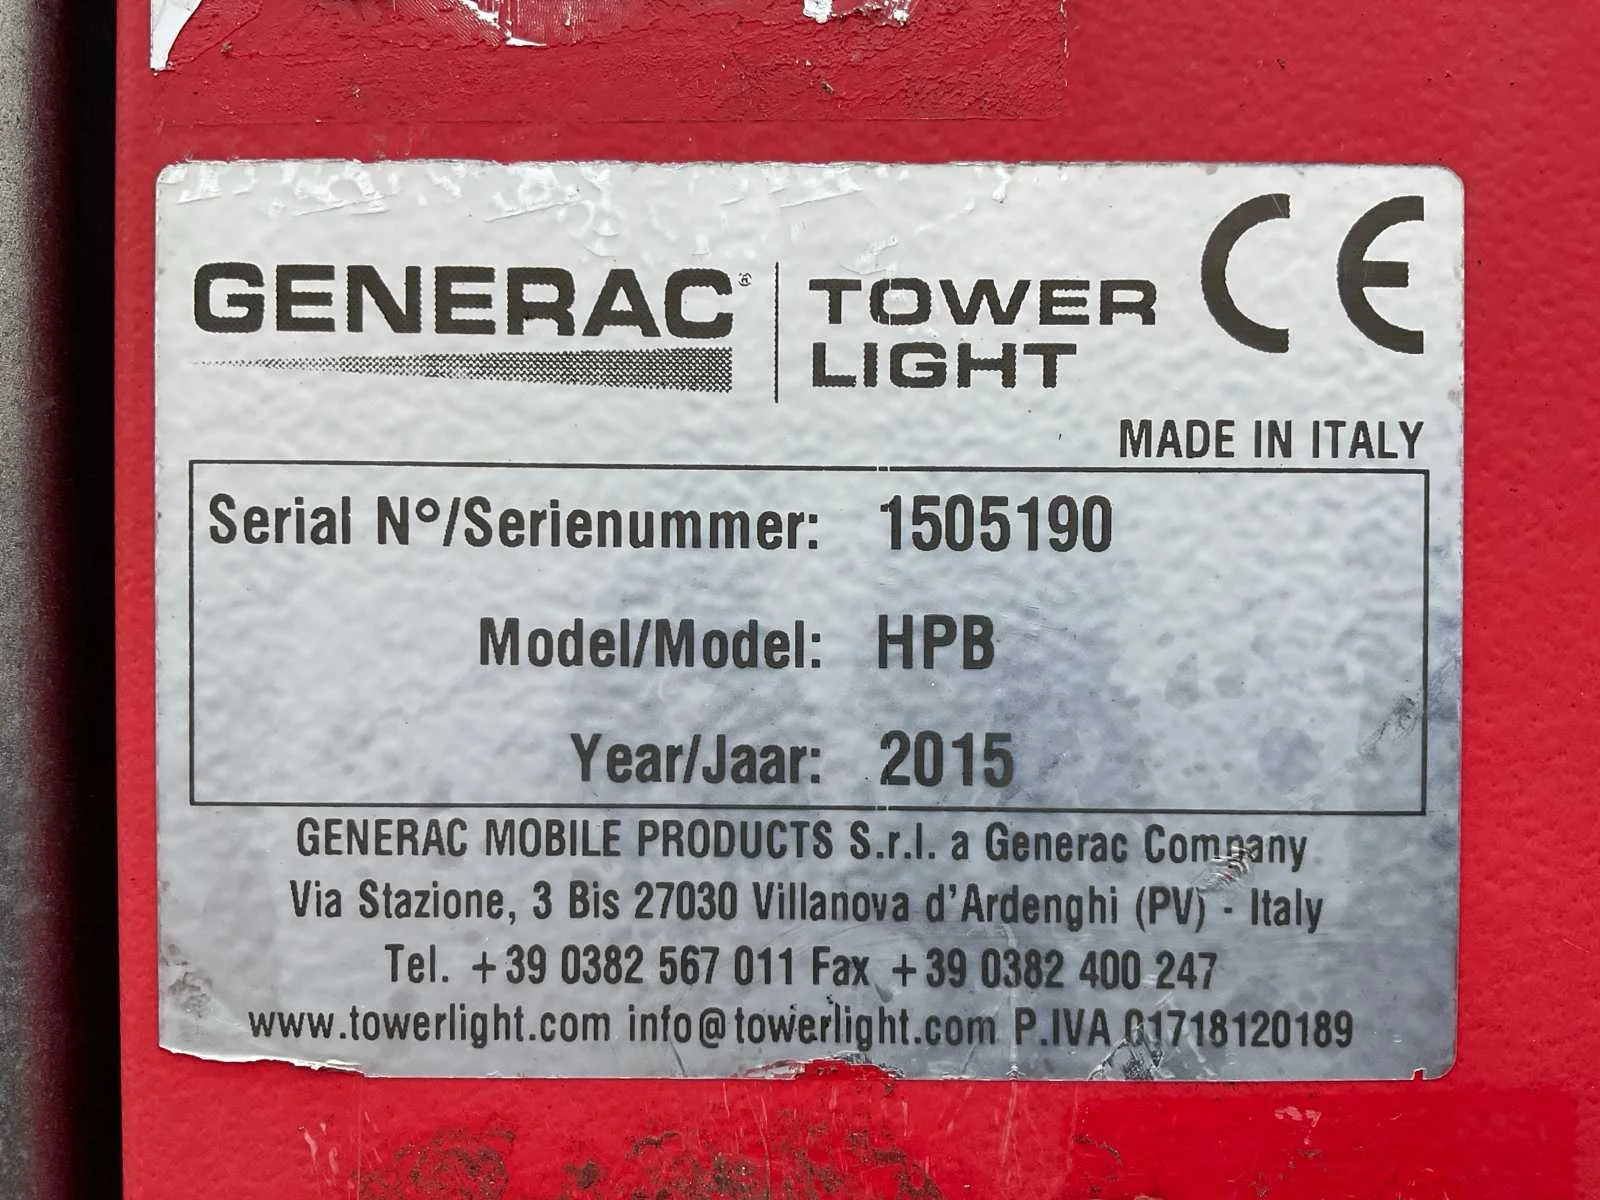 GENERAC® TOWER LIGHT CE
MADE IN ITALY
Serial N°/Serienummer: 1505190
Model/Model: HPB
Year/Jaar: 2015
GENERAC MOBILE PRODUCTS S.r.l. a Generac Company
Via Stazione, 3 Bis 27030 Villanova d'Ardenghi (PV) - Italy
Tel. +39 0382 567 011 Fax +39 0382 400 247
www.towerlight.com info@towerlight.com P.IVA 01718120189